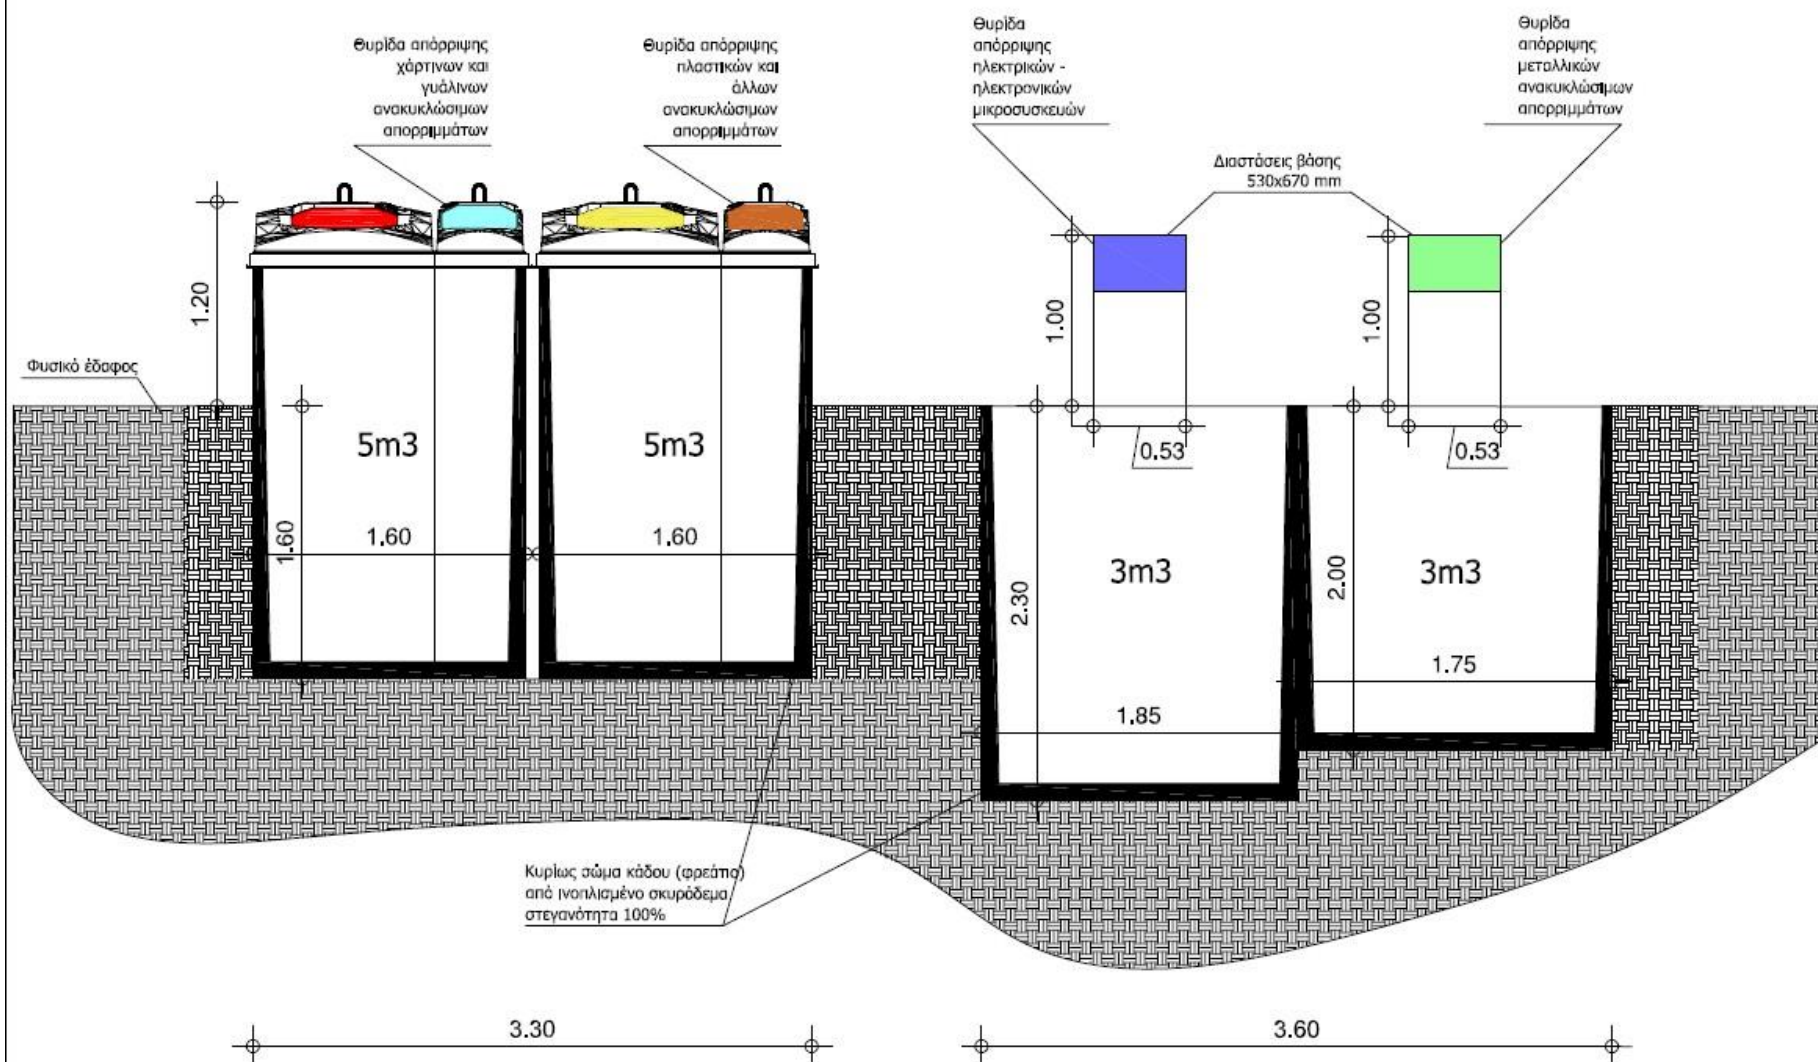 Θυρίδα απόρριψης
χάρτινων και
γυάλινων
ανακυκλώσιμων
απορριμμάτων
Θυρίδα απόρριψης
πλαστικών και
άλλων
ανακυκλώσιμων
απορριμμάτων
Θυρίδα
απόρριψης
ηλεκτρικών -
ηλεκτρονικών
μικροσυσκευών
Θυρίδα
απόρριψης
μεταλλικών
ανακυκλώσιμων
απορριμμάτων
Διαστάσεις βάσης
530x670 mm
1.20
1.00
1.00
Φυσικό έδαφος
5m3
5m3
0.53
0.53
1.60
1.60
1.60
3m3
3m3
2.30
2.00
1.75
1.85
Κυρίως σώμα κάδου (φρεάτιο)
από ινοπλισμένο σκυρόδεμα
στεγανότητα 100%
3.30
3.60